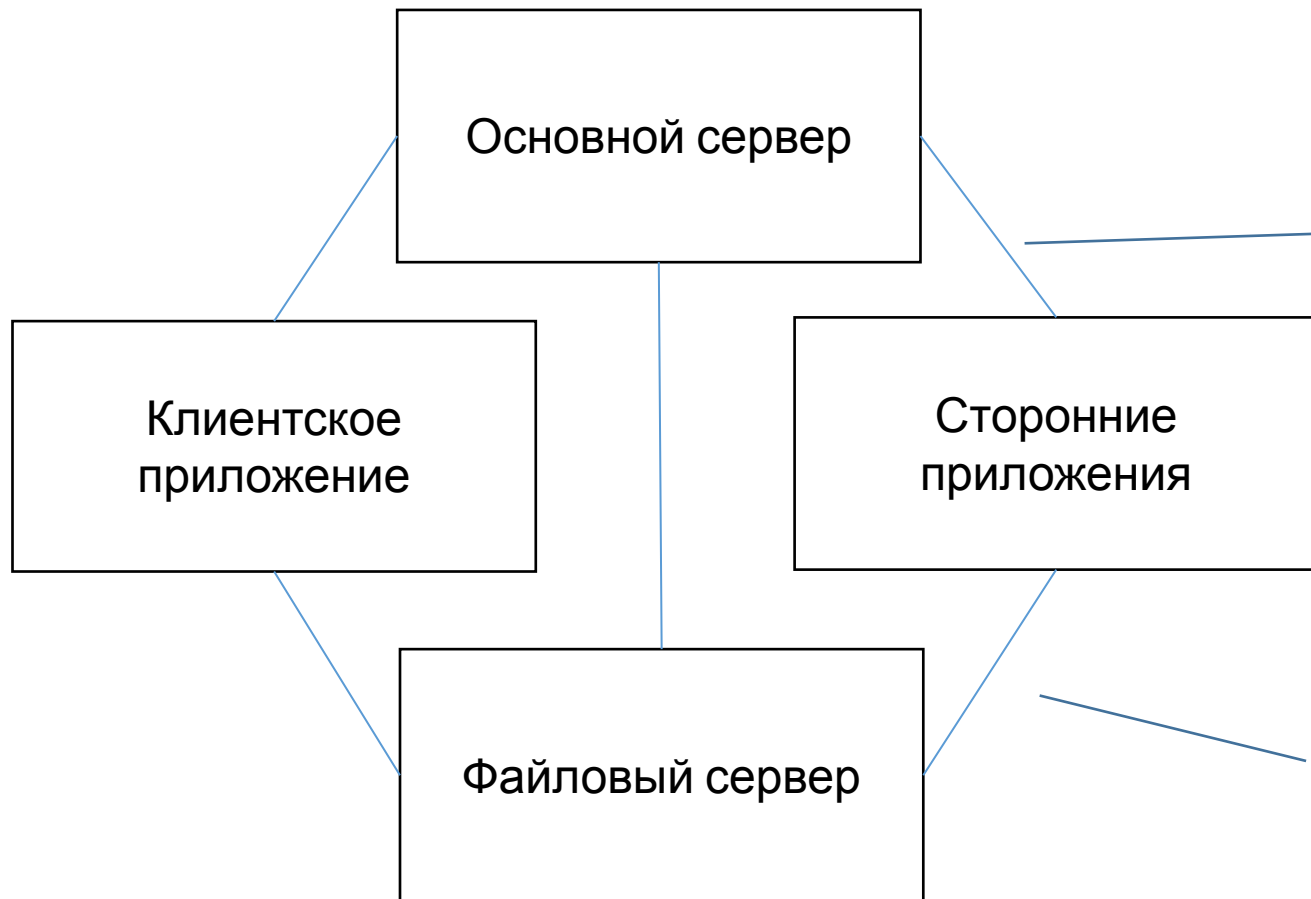 Основной сервер
Клиентское
приложение
Сторонние
приложения
Файловый сервер